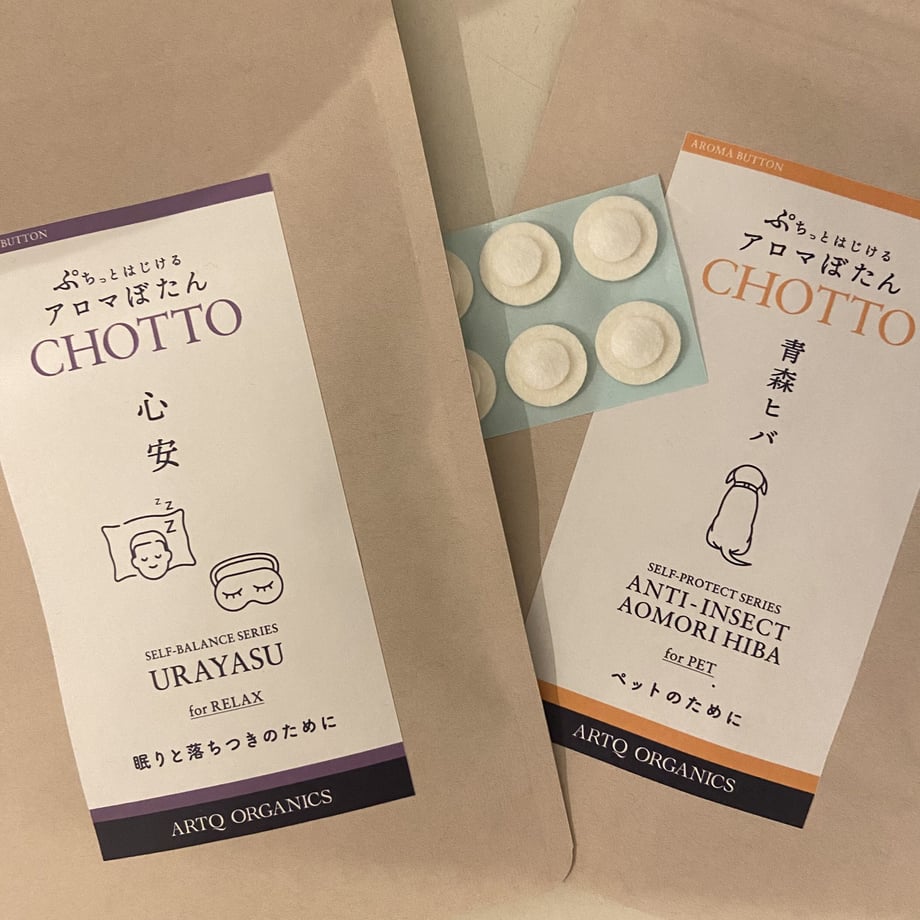 BUTTON
ぷちっとはじける
アロマぼたん
CHOTTO
心安
z z Z
SELF-BALANCE SERIES
URAYASU
for RELAX
眠りと落ちつきのために
ARTQ ORGANICS
AROMA BUTTON
ぷちっとはじける
アロマぼたん
CHOTTO
青森ヒバ
SELF-PROTECT SERIES
ANTI-INSECT
AOMORI HIBA
for PET
ペットのために
ARTQ ORGANICS